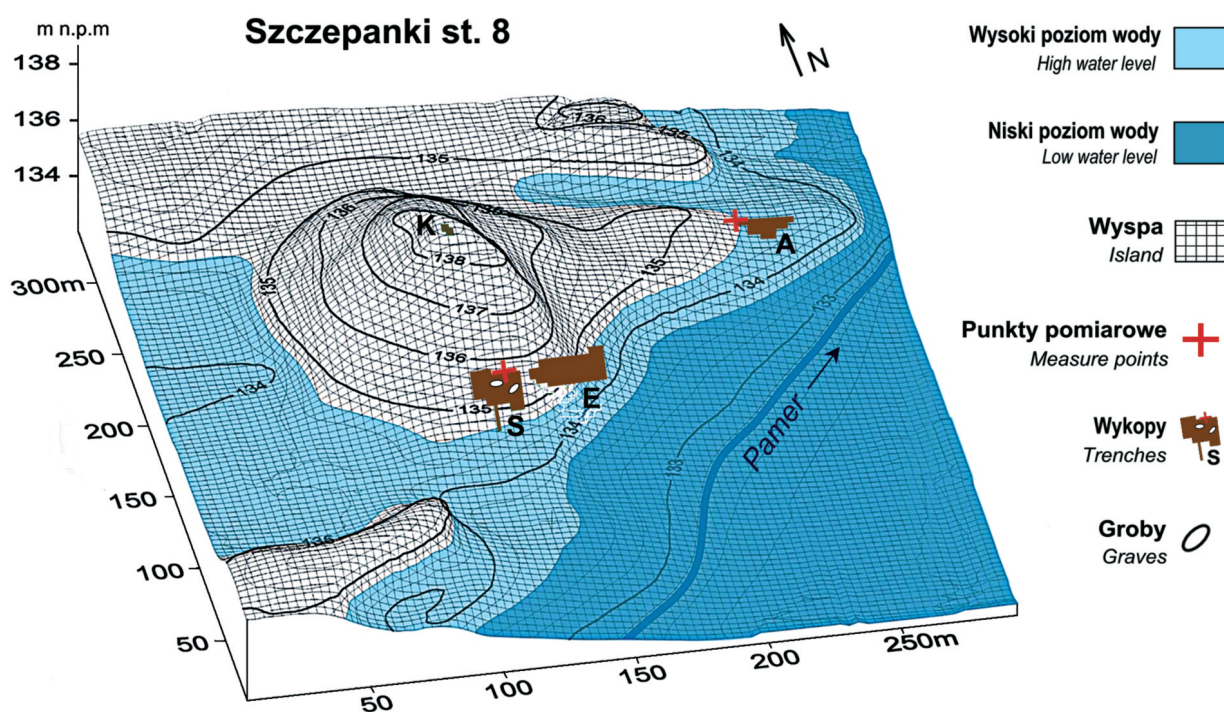 Szczepanki st. 8
m n.p.m
138
136
134
300m
250
200
150
100
50
50
100
150
200
250m
N
136
135
134
135
136
136
K
138
137
136
135
135
135
134
A
134
133
S
E
134
133
136
Pamer
Wysoki poziom wody
High water level
Niski poziom wody
Low water level
Wyspa
Island
Punkty pomiarowe
Measure points
Wykopy
Trenches
S
Groby
Graves